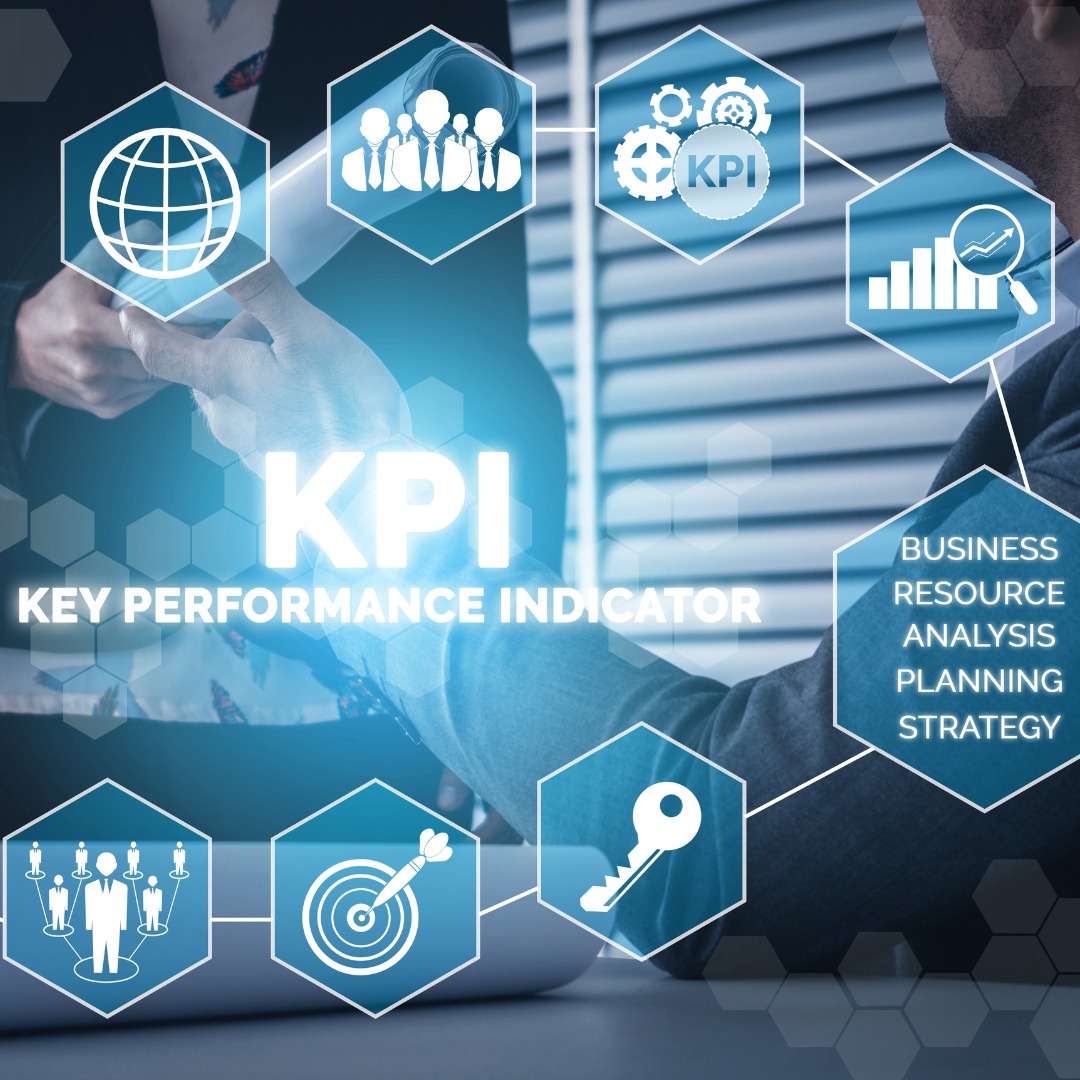 KPI
KPI
KEY PERFORMANCE INDICATOR
BUSINESS
RESOURCE
ANALYSIS
PLANNING
STRATEGY